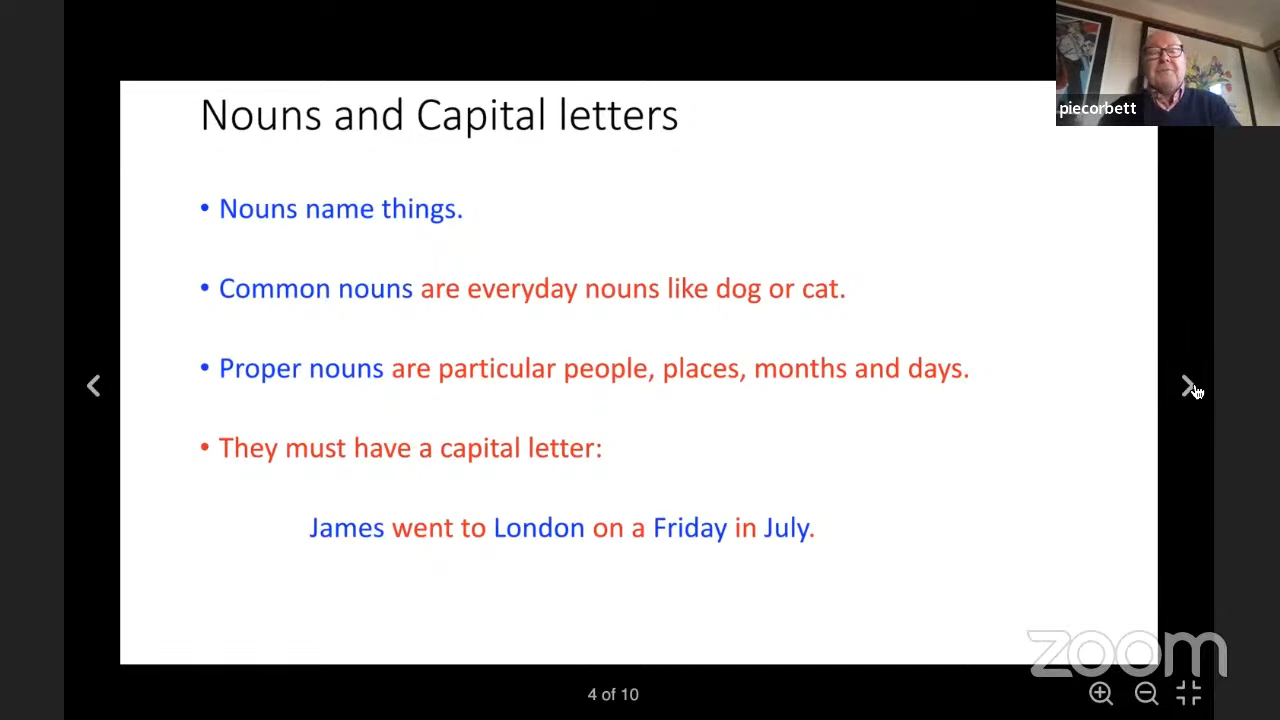 Nouns and Capital letters
piecorbett
• Nouns name things.
• Common nouns are everyday nouns like dog or cat.
• Proper nouns are particular people, places, months and days.
• They must have a capital letter:
James went to London on a Friday in July.
zoom
4 of 10